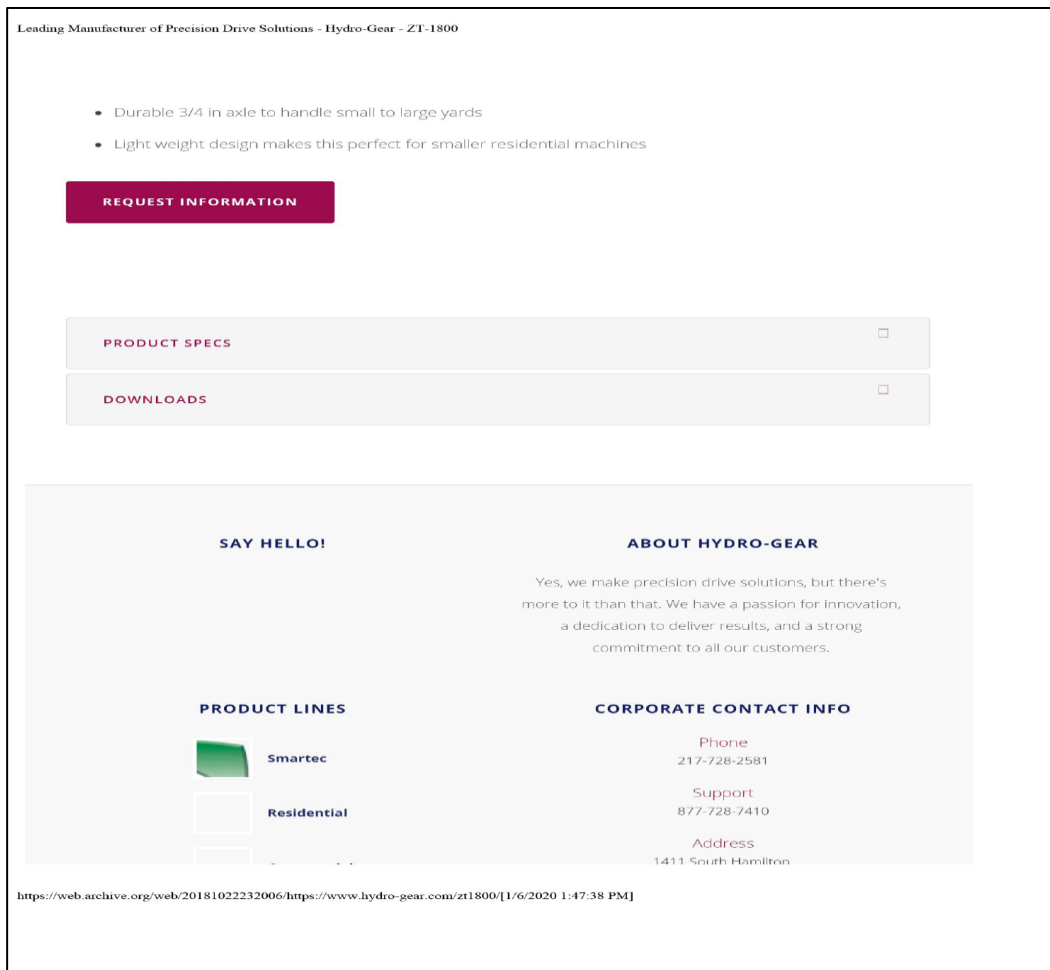 Leading Manufacturer of Precision Drive Solutions - Hydro-Gear - ZT-1800
• Durable 3/4 in axle to handle small to large yards
• Light weight design makes this perfect for smaller residential machines
REQUEST INFORMATION
PRODUCT SPECS
DOWNLOADS
SAY HELLO!
ABOUT HYDRO-GEAR
Yes, we make precision drive solutions, but there's
more to it than that. We have a passion for innovation,
a dedication to deliver results, and a strong
commitment to all our customers.
PRODUCT LINES
Smartec
Residential
CORPORATE CONTACT INFO
Phone
217-728-2581
Support
877-728-7410
Address
1411 South Hamilton
https://web.archive.org/web/20181022232006/https://www.hydro-gear.com/zt1800/[1/6/2020 1:47:38 PM]